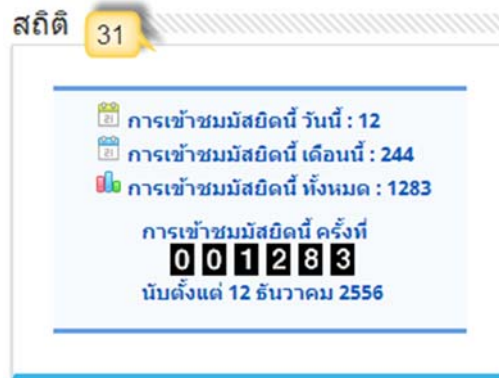 สถิติ
31
การเข้าชมมัสยิดนี้ วันนี้ : 12
การเข้าชมมัสยิดนี้ เดือนนี้ : 244
การเข้าชมมัสยิดนี้ ทั้งหมด : 1283
การเข้าชมมัสยิดนี้ ครั้งที่
001283
นับตั้งแต่ 12 ธันวาคม 2556